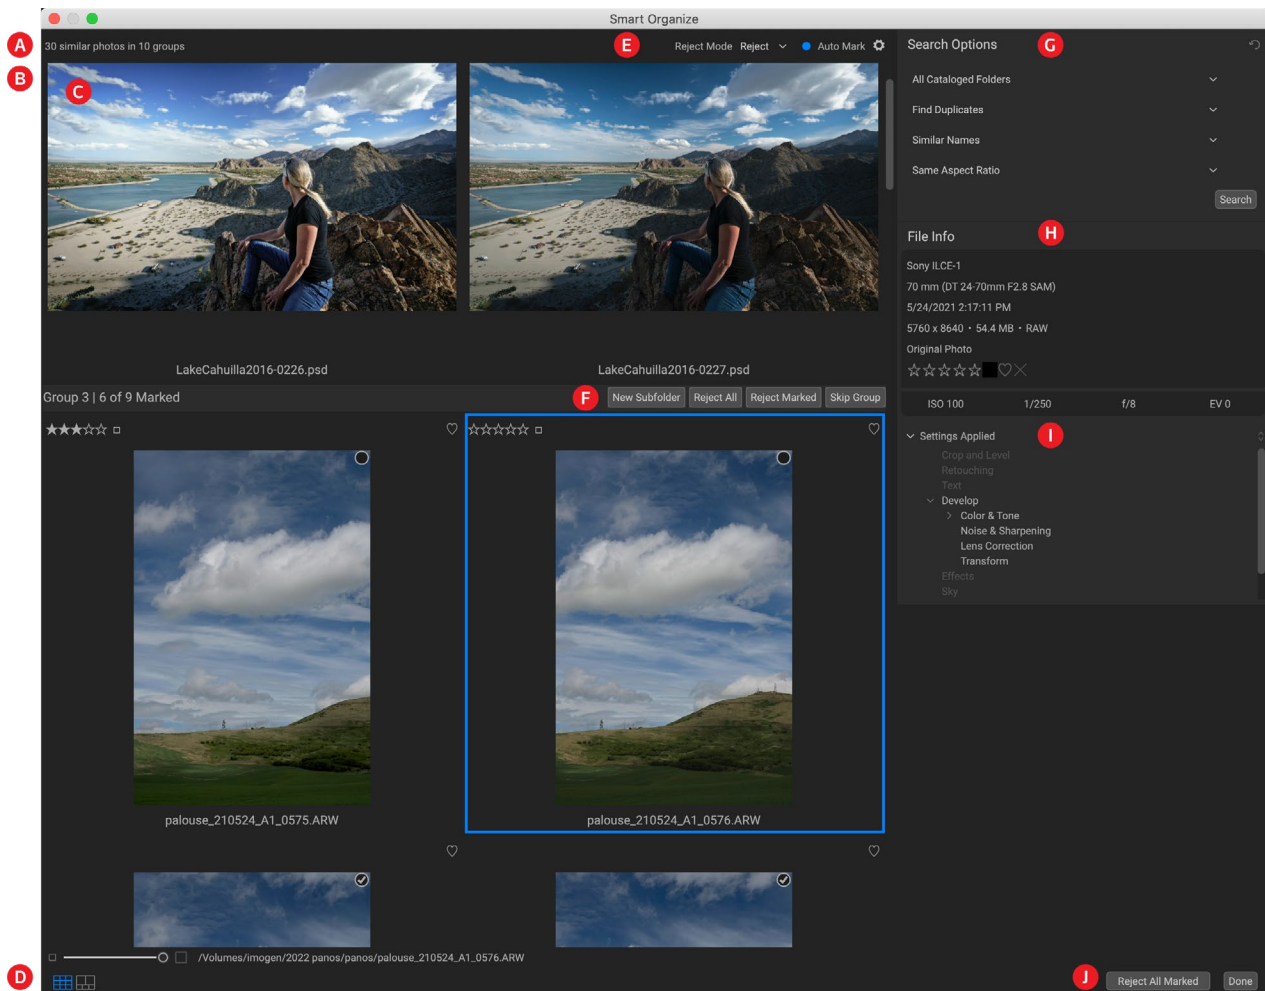 Smart Organize
A
30 similar photos in 10 groups
E
Reject Mode Reject
Auto Mark
Search Options
G
B
C
All Cataloged Folders
Find Duplicates
Similar Names
Same Aspect Ratio
Search
File Info
H
Sony ILCE-1
70 mm (DT 24-70mm F2.8 SAM)
5/24/2021 2:17:11 PM
5760 x 8640 • 54.4 MB • RAW
Original Photo
LakeCahuilla2016-0226.psd
LakeCahuilla2016-0227.psd
Group 3 | 6 of 9 Marked
F
New Subfolder
Reject All
Reject Marked
Skip Group
ISO 100
1/250
f/8
EV 0
Settings Applied
I
Crop and Level
Retouching
Text
Develop
Color & Tone
Noise & Sharpening
Lens Correction
Transform
Effects
Sky
palouse_210524_A1_0575.ARW
palouse_210524_A1_0576.ARW
/Volumes/imogen/2022 panos/panos/palouse_210524_A1_0576.ARW
D
J
Reject All Marked
Done